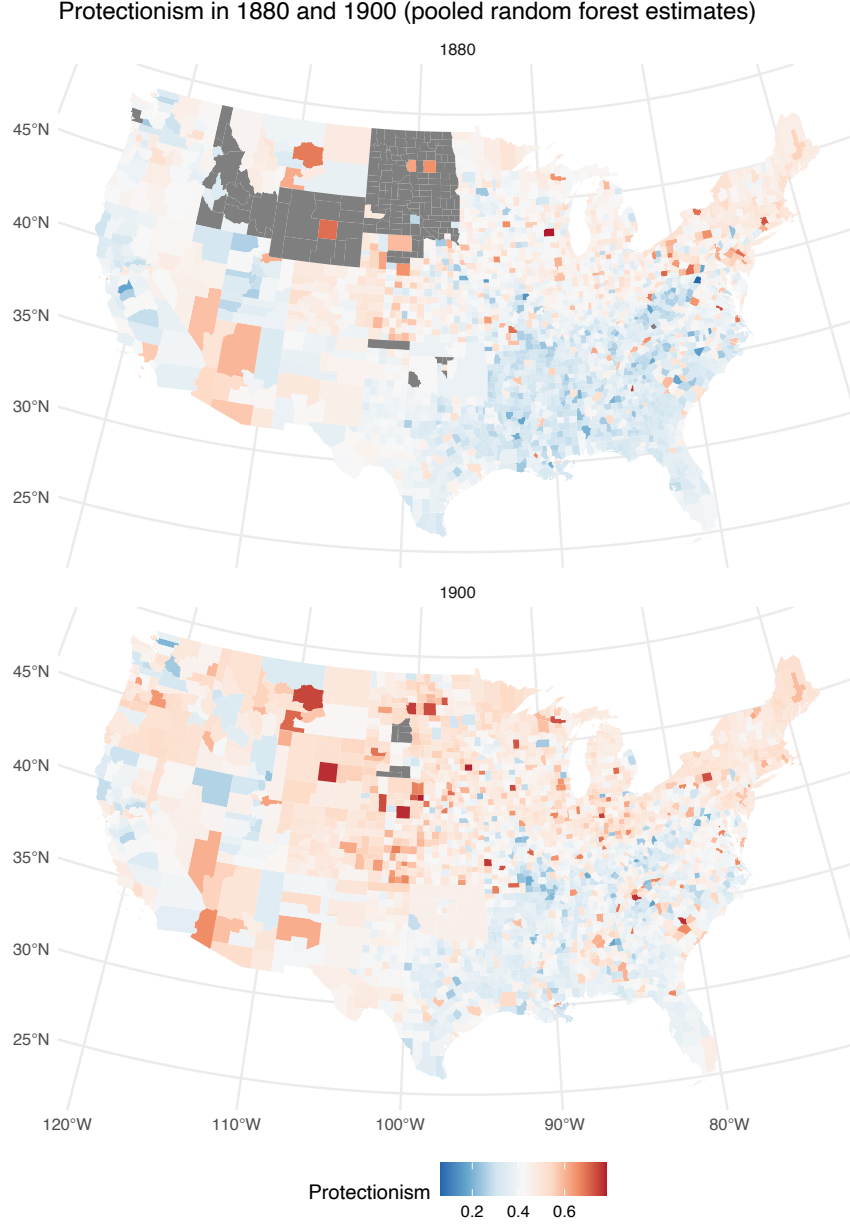 Protectionism in 1880 and 1900 (pooled random forest estimates)
1880
45°N
40°N
35°N
30°N
25°N
1900
45°N
40°N
35°N
30°N
25°N
120°W 110°W 100°W 90°W 80°W
Protectionism
0.2 0.4 0.6